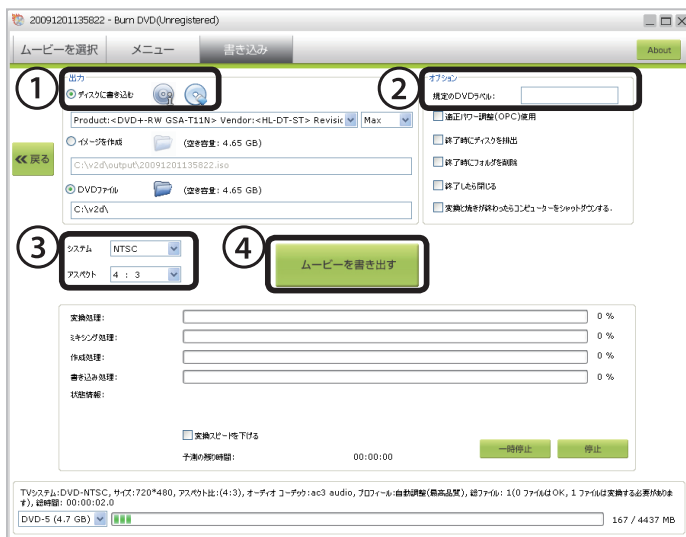 20091201135822 - Burn DVD(Unregistered)
ムービーを選択 メニュー 書き込み About
① 出力 ② オプション
ディスクに書き込む 規定のDVDラベル:
Product:<DVD+-RW GSA-T11N> Vendor:<HL-DT-ST> Revisic Max 適正パワー調整(OPC)使用
イメージを作成 (空き容量: 4.65 GB) 終了時にディスクを排出
戻る C:\v2d\output\20091201135822.iso 終了時にフォルダを削除
DVDファイル (空き容量: 4.65 GB) 終了したら閉じる
C:\v2d\ 変換と焼きが終わったらコンピューターをシャットダウンする.
③ システム NTSC ④ ムービーを書き出す
アスペクト 4 : 3
変換処理: 0 %
ミキシング処理: 0 %
作成処理: 0 %
書き込み処理: 0 %
状態情報:
変換スピードを下げる
予測の残り時間: 00:00:00 一時停止 停止
TVシステム:DVD-NTSC, サイズ:720*480, アスペクト比:(4:3), オーディオ コーデック:ac3 audio, プロフィール:自動調整(最高品質), 総ファイル: 1(0 ファイルはOK, 1 ファイルは変換する必要があります), 総時間: 00:00:02.0
DVD-5 (4.7 GB) 167 / 4437 MB